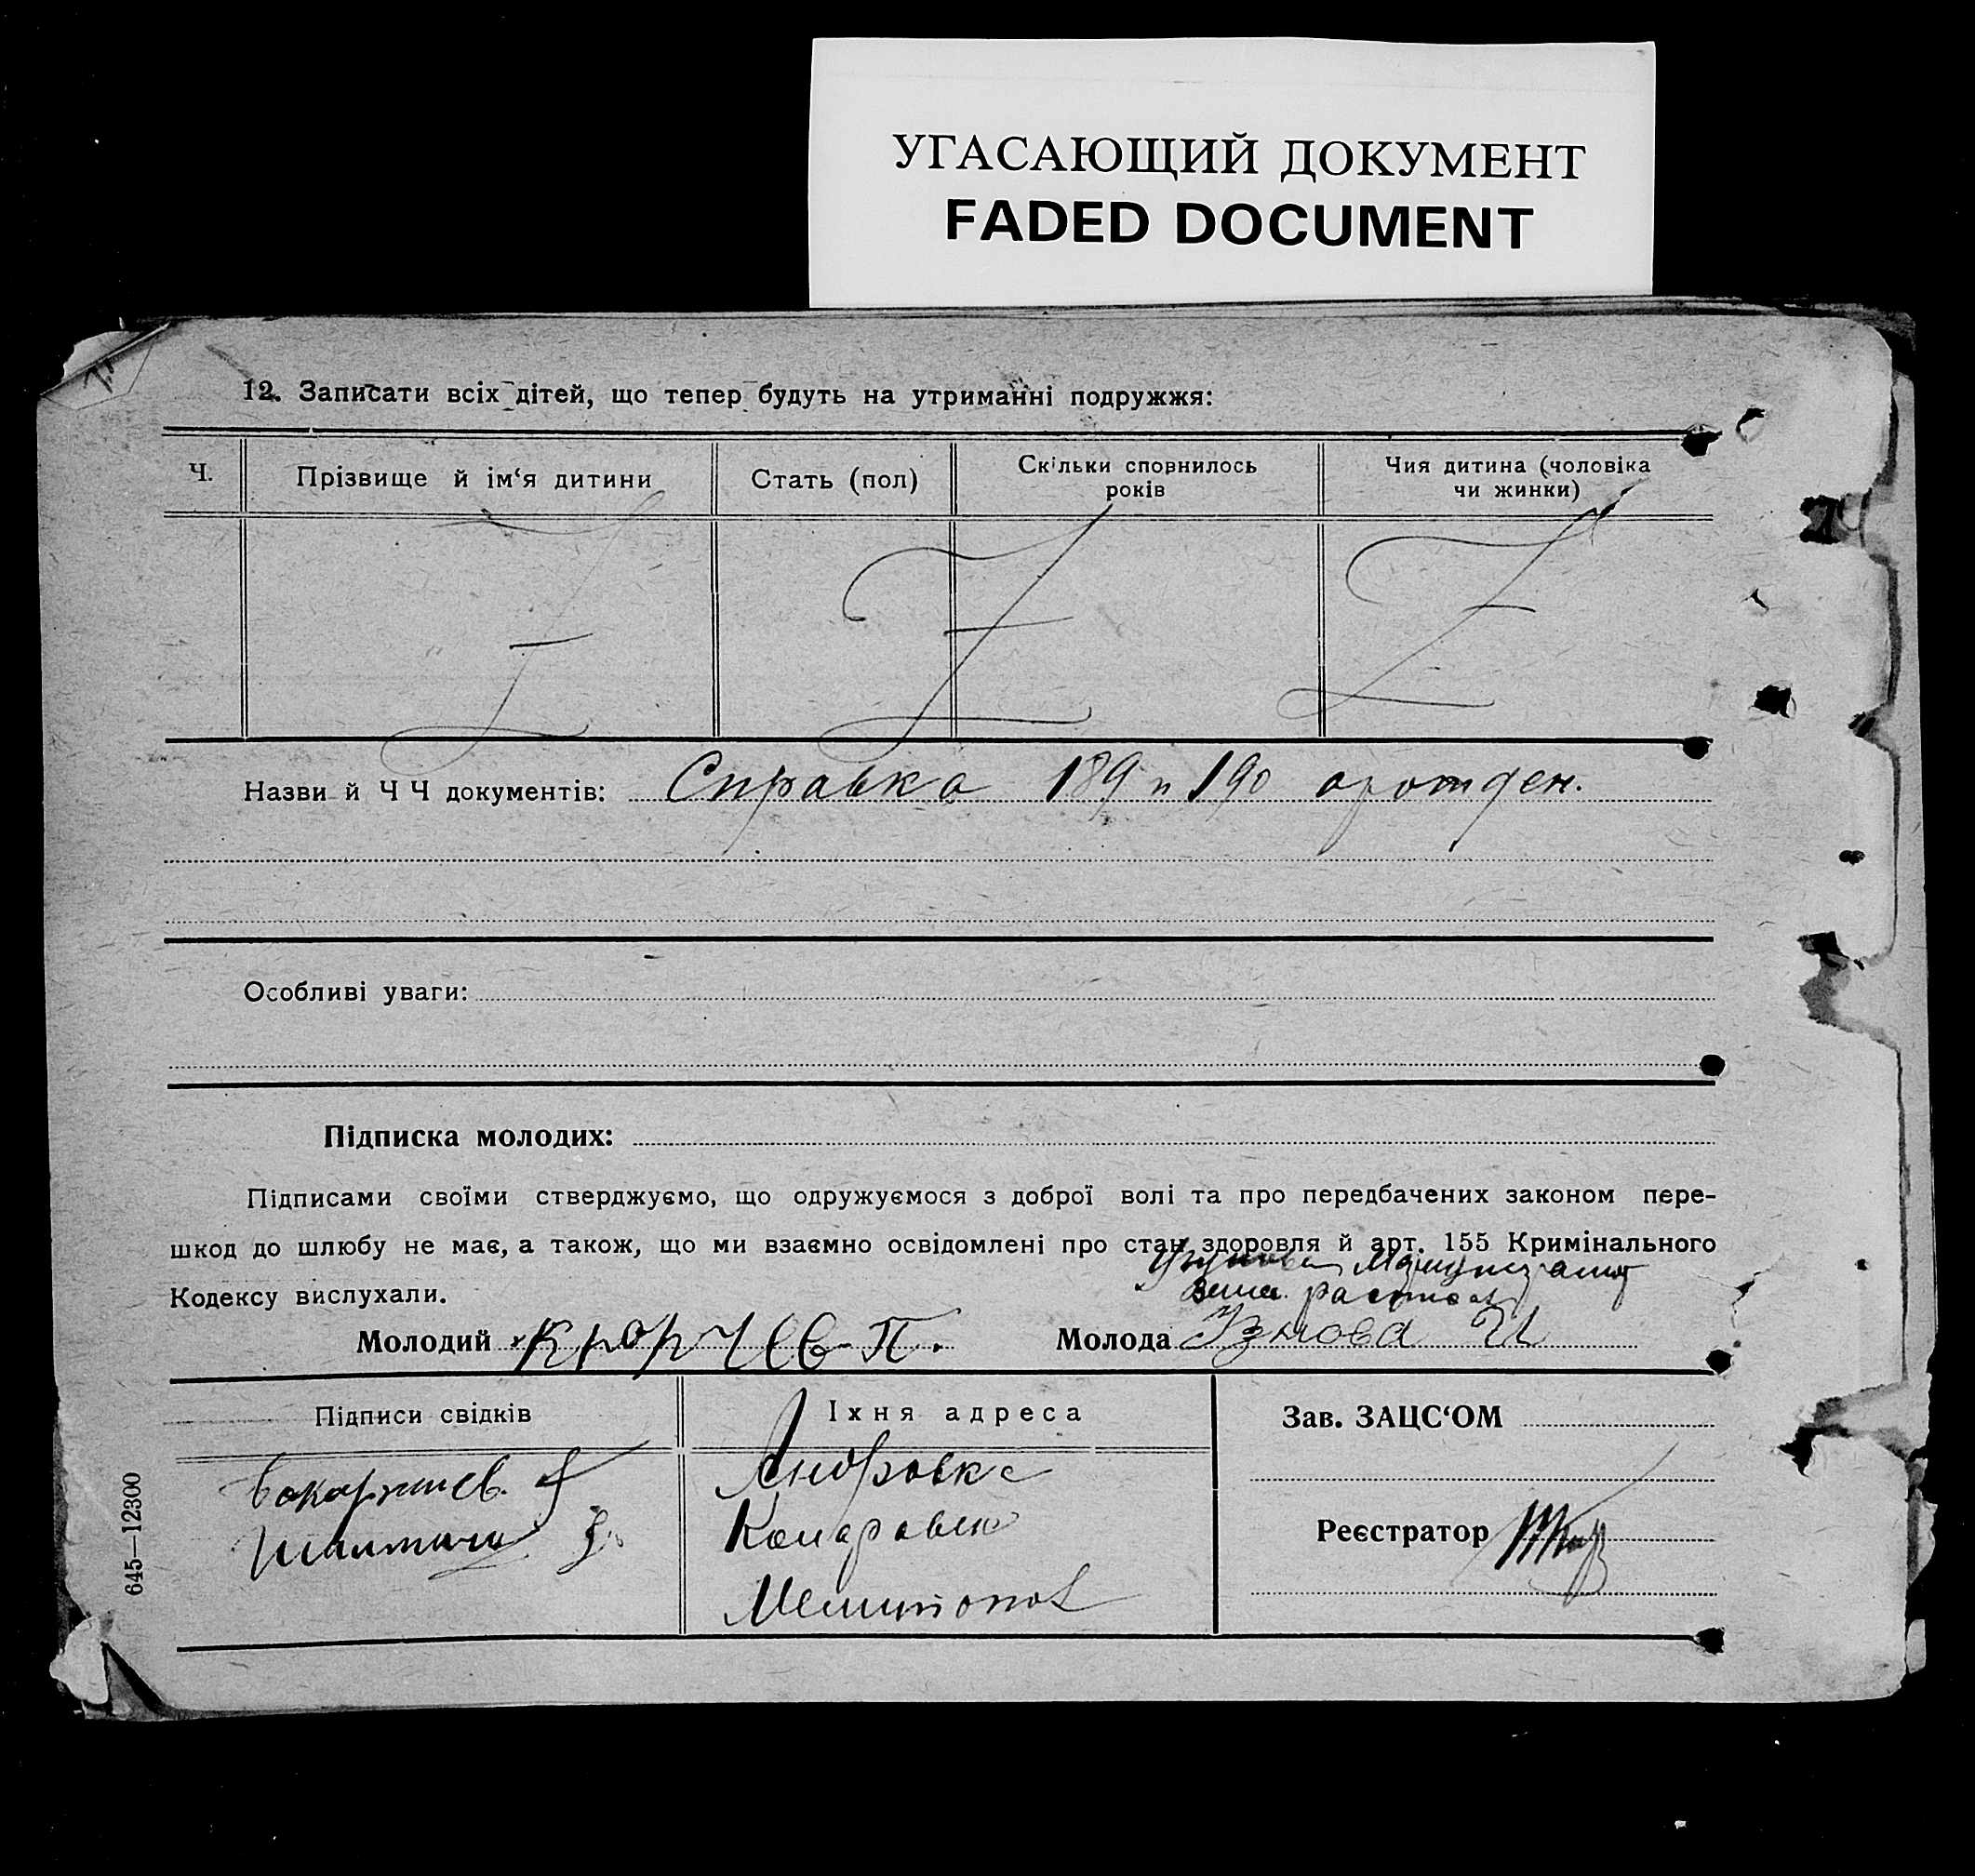 УГАСАЮЩИЙ ДОКУМЕНТ
FADED DOCUMENT
12. Записати всіх дітей, що тепер будуть на утриманні подружжя:
Ч.
Прізвище й ім‘я дитини
Стать (пол)
Скільки сповнилось років
Чия дитина (чоловіка чи жинки)
Z Z Z
Назви й Ч Ч документів: Справка 189 и 190 о рожден.
Особливі уваги:
Підписка молодих:
Підписами своїми стверджуємо, що одружуємося з доброї волі та про передбачених законом пере-
шкод до шлюбу не має, а також, що ми взаємно освідомлені про стан здоровля й арт. 155 Кримінального
Кодексу вислухали.
Молодий
Молода
Підписи свідків
Їхня адреса
Зав. ЗАЦС‘ОМ
Андровка
Мелитопол
Реєстратор
645—12300